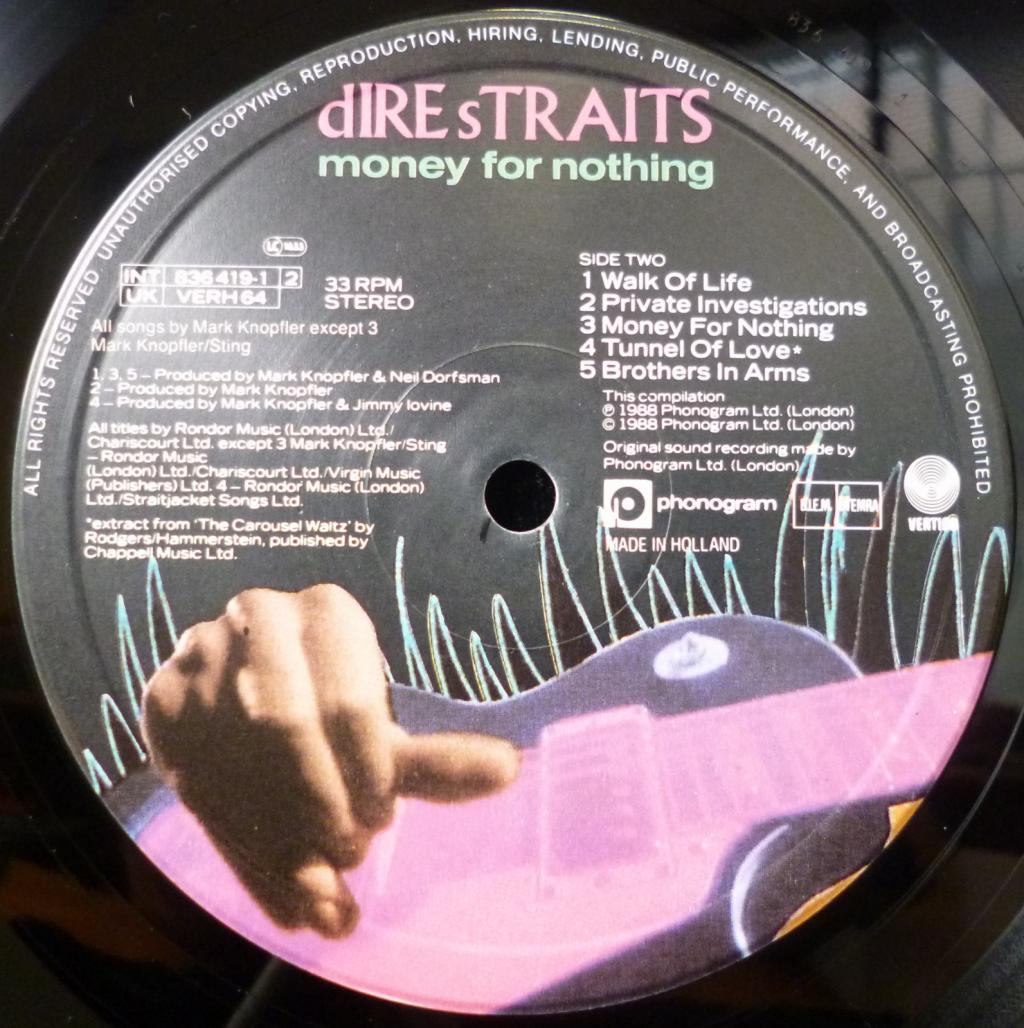 ALL RIGHTS RESERVED. UNAUTHORISED COPYING, REPRODUCTION, HIRING, LENDING, PUBLIC PERFORMANCE, AND BROADCASTING PROHIBITED.
dIRE sTRAITS
money for nothing
LC
INT 836 419-1 2
UK VERH 64
33 RPM
STEREO
All songs by Mark Knopfler except 3
Mark Knopfler/Sting
1, 3, 5 – Produced by Mark Knopfler & Neil Dorfsman
2 – Produced by Mark Knopfler
4 – Produced by Mark Knopfler & Jimmy Iovine
All titles by Rondor Music (London) Ltd./
Chariscourt Ltd. except 3 Mark Knopfler/Sting
– Rondor Music
(London) Ltd./Chariscourt Ltd./Virgin Music
(Publishers) Ltd. 4 – Rondor Music (London)
Ltd./Straitjacket Songs Ltd.
*extract from 'The Carousel Waltz' by
Rodgers/Hammerstein, published by
Chappell Music Ltd.
SIDE TWO
1 Walk Of Life
2 Private Investigations
3 Money For Nothing
4 Tunnel Of Love*
5 Brothers In Arms
This compilation
℗ 1988 Phonogram Ltd. (London)
© 1988 Phonogram Ltd. (London)
Original sound recording made by
Phonogram Ltd. (London)
p phonogram
B.I.E.M. STEMRA
VERTIGO
MADE IN HOLLAND